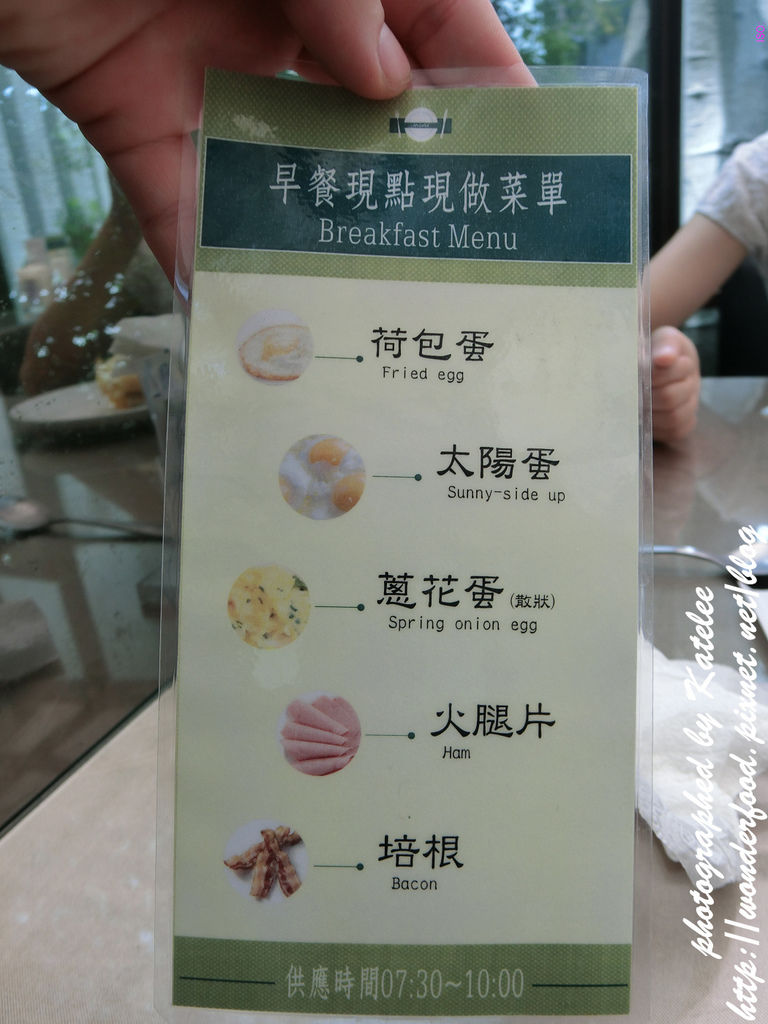 早餐現點現做菜單
Breakfast Menu
荷包蛋
Fried egg
太陽蛋
Sunny-side up
蔥花蛋(散狀)
Spring onion egg
火腿片
Ham
培根
Bacon
供應時間07:30~10:00
photographed by Katelee
http://wonderfood.pixnet.net/blog